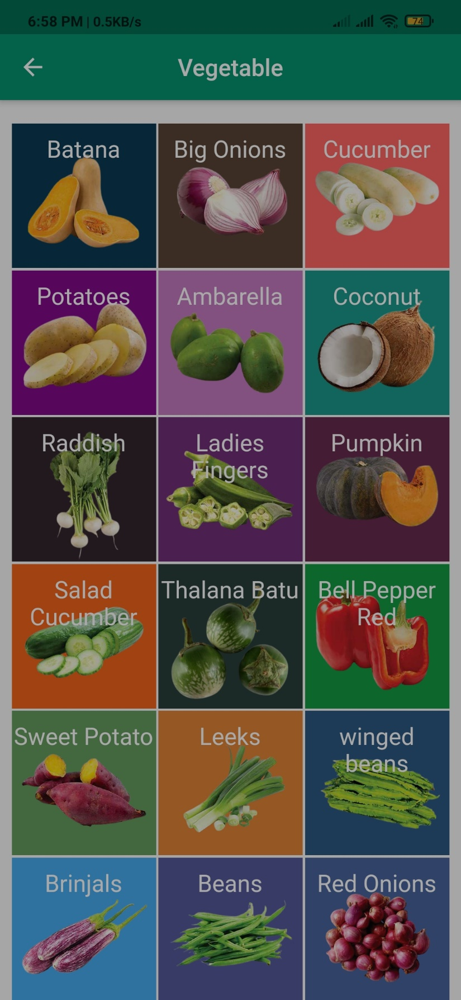 6:58 PM | 0.5KB/s
74
Vegetable
Batana
Big Onions
Cucumber
Potatoes
Ambarella
Coconut
Raddish
Ladies
Fingers
Pumpkin
Salad
Cucumber
Thalana Batu
Bell Pepper
Red
Sweet Potato
Leeks
winged
beans
Brinjals
Beans
Red Onions